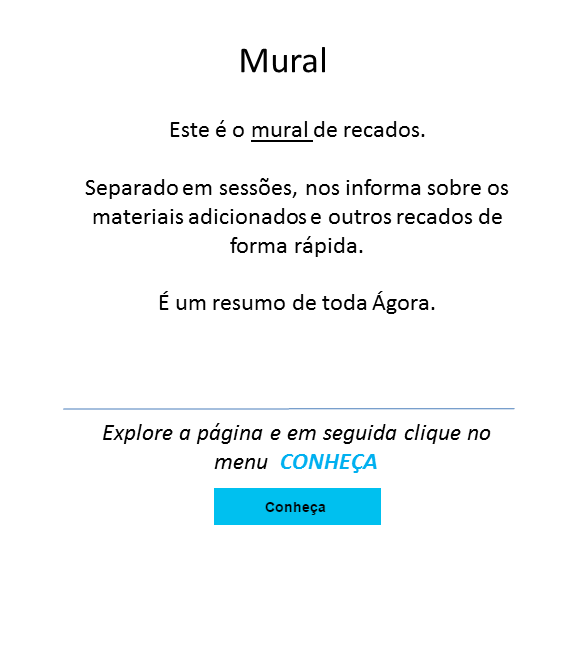 Mural
Este é o mural de recados.
Separado em sessões, nos informa sobre os
materiais adicionados e outros recados de
forma rápida.
É um resumo de toda Ágora.
Explore a página e em seguida clique no
menu CONHEÇA
Conheça